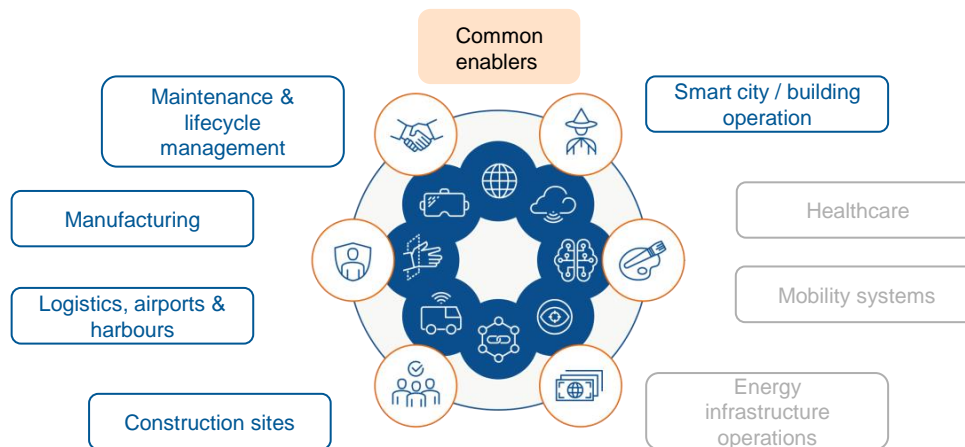 Common
enablers
Maintenance &
lifecycle
management
Smart city / building
operation
Manufacturing
Healthcare
Logistics, airports &
harbours
Mobility systems
Construction sites
Energy
infrastructure
operations